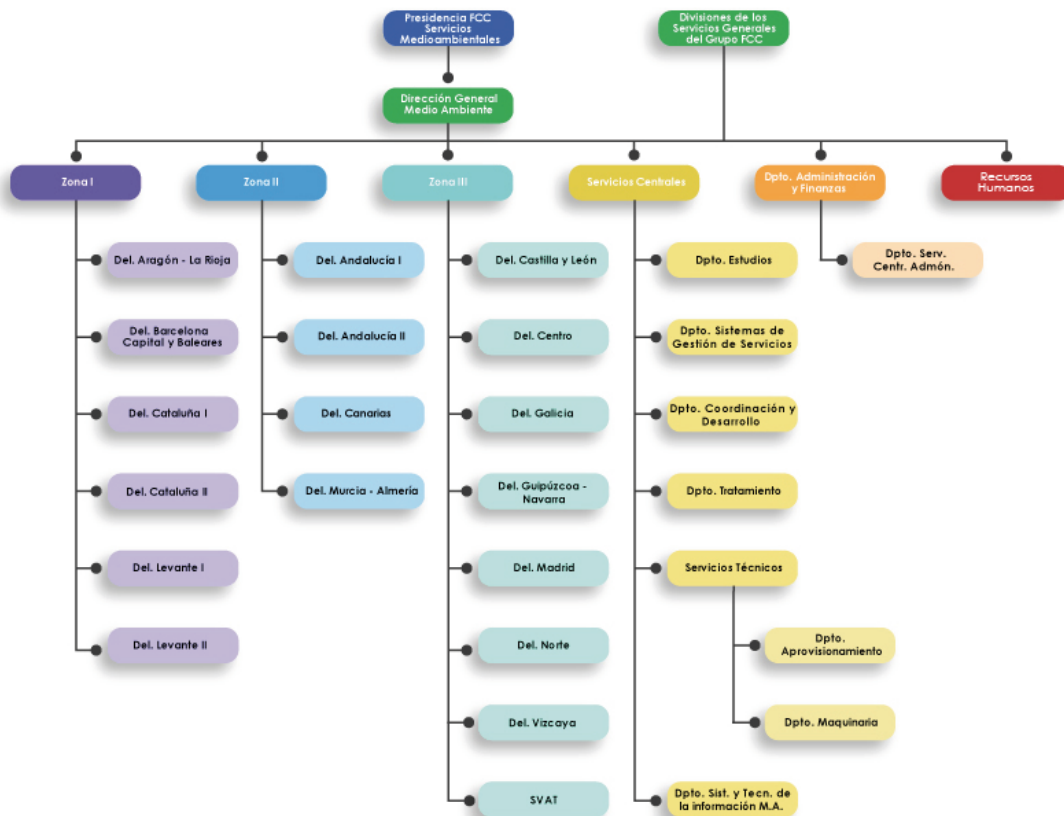 Presidencia FCC
Servicios
Medioambientales
Divisiones de los
Servicios Generales
del Grupo FCC
Dirección General
Medio Ambiente
Zona I
Zona II
Zona III
Servicios Centrales
Dpto. Administración
y Finanzas
Recursos
Humanos
Del. Aragón - La Rioja
Del. Barcelona
Capital y Baleares
Del. Cataluña I
Del. Cataluña II
Del. Levante I
Del. Levante II
Del. Andalucía I
Del. Andalucía II
Del. Canarias
Del. Murcia - Almería
Del. Castilla y León
Del. Centro
Del. Galicia
Del. Guipúzcoa -
Navarra
Del. Madrid
Del. Norte
Del. Vizcaya
SVAT
Dpto. Estudios
Dpto. Sistemas de
Gestión de Servicios
Dpto. Coordinación y
Desarrollo
Dpto. Tratamiento
Servicios Técnicos
Dpto.
Aprovisionamiento
Dpto. Maquinaria
Dpto. Sist. y Tecn. de
la información M.A.
Dpto. Serv.
Centr. Admón.